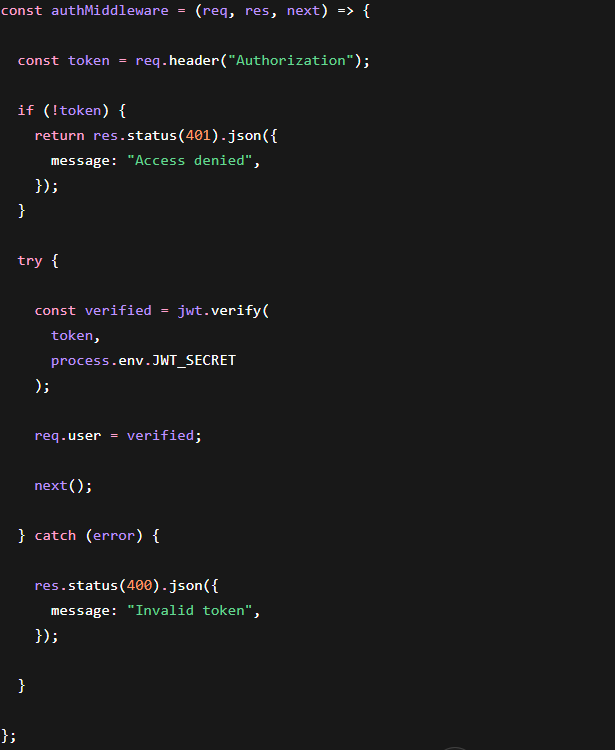 const authMiddleware = (req, res, next) => {
  const token = req.header("Authorization");
  if (!token) {
    return res.status(401).json({
      message: "Access denied",
    });
  }
  try {
    const verified = jwt.verify(
      token,
      process.env.JWT_SECRET
    );
    req.user = verified;
    next();
  } catch (error) {
    res.status(400).json({
      message: "Invalid token",
    });
  }
};